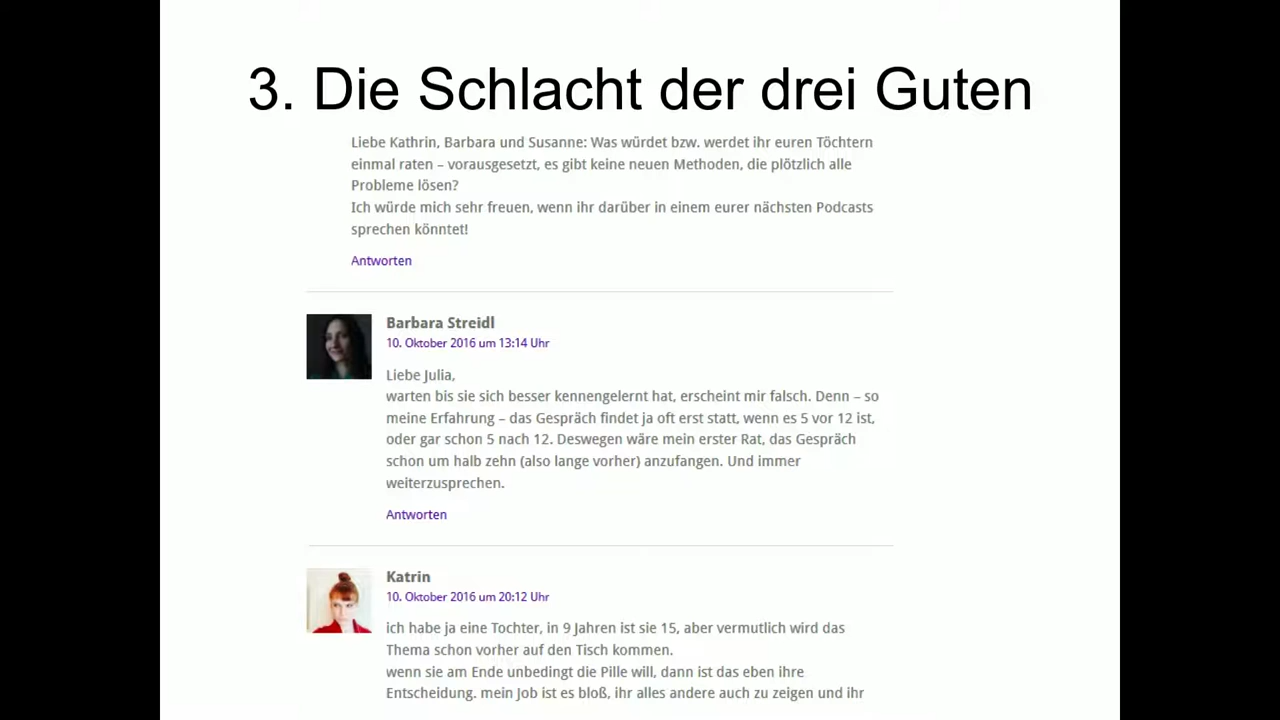 3. Die Schlacht der drei Guten
Liebe Kathrin, Barbara und Susanne: Was würdet bzw. werdet ihr euren Töchtern
einmal raten – vorausgesetzt, es gibt keine neuen Methoden, die plötzlich alle
Probleme lösen?
Ich würde mich sehr freuen, wenn ihr darüber in einem eurer nächsten Podcasts
sprechen könntet!
Antworten
Barbara Streidl
10. Oktober 2016 um 13:14 Uhr
Liebe Julia,
warten bis sie sich besser kennengelernt hat, erscheint mir falsch. Denn – so
meine Erfahrung – das Gespräch findet ja oft erst statt, wenn es 5 vor 12 ist,
oder gar schon 5 nach 12. Deswegen wäre mein erster Rat, das Gespräch
schon um halb zehn (also lange vorher) anzufangen. Und immer
weiterzusprechen.
Antworten
Katrin
10. Oktober 2016 um 20:12 Uhr
ich habe ja eine Tochter, in 9 Jahren ist sie 15, aber vermutlich wird das
Thema schon vorher auf den Tisch kommen.
wenn sie am Ende unbedingt die Pille will, dann ist das eben ihre
Entscheidung. mein Job ist es bloß, ihr alles andere auch zu zeigen und ihr